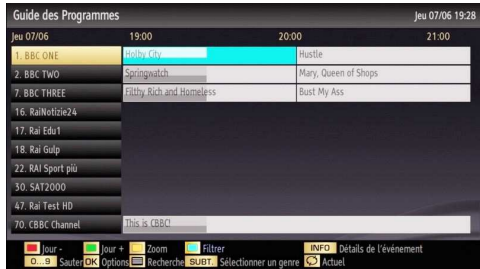 Guide des Programmes Jeu 07/06 19:28
Jeu 07/06 19:00 20:00 21:00
1. BBC ONE Holby City Hustle
2. BBC TWO Springwatch Mary, Queen of Shops
7. BBC THREE Filthy Rich and Homeless Bust My Ass
16. RaiNotizie24
17. Rai Edu1
18. Rai Gulp
22. RAI Sport più
30. SAT2000
47. Rai Test HD
70. CBBC Channel This is CBBC!
Jour - Jour + Zoom Filtrer INFO Détails de l'événement
0...9 Sauter OK Options Recherche SUBT. Sélectionner un genre Actuel